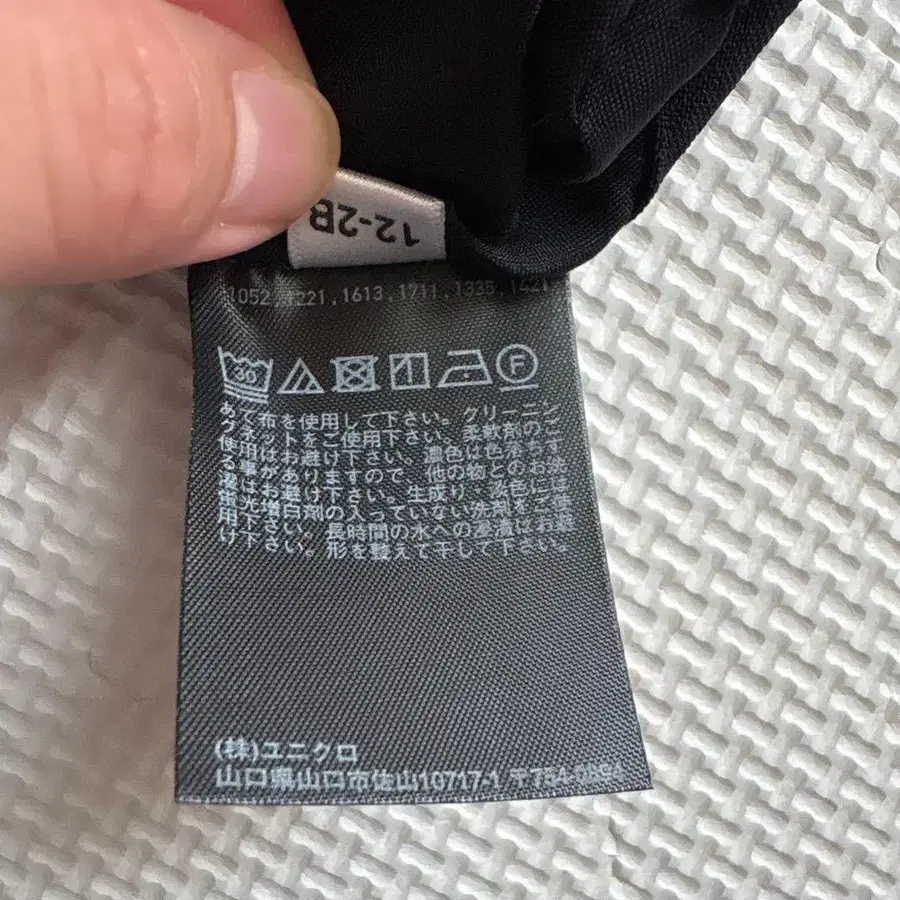 12-2B
1052,1221,1613,1711,1335,1421
30 F
あて布を使用して下さい。クリーニン
グネットをご使用下さい。柔軟剤のご
使用はお避け下さい。濃色は色落ちす
る事がありますので、他の物とのお洗
濯はお避け下さい。生成り、淡色には
蛍光増白剤の入っていない洗剤をご使
用下さい。長時間の水への浸漬はお避
け下さい。形を整えて干して下さい。
(株)ユニクロ
山口県山口市佐山10717-1 〒754-0894